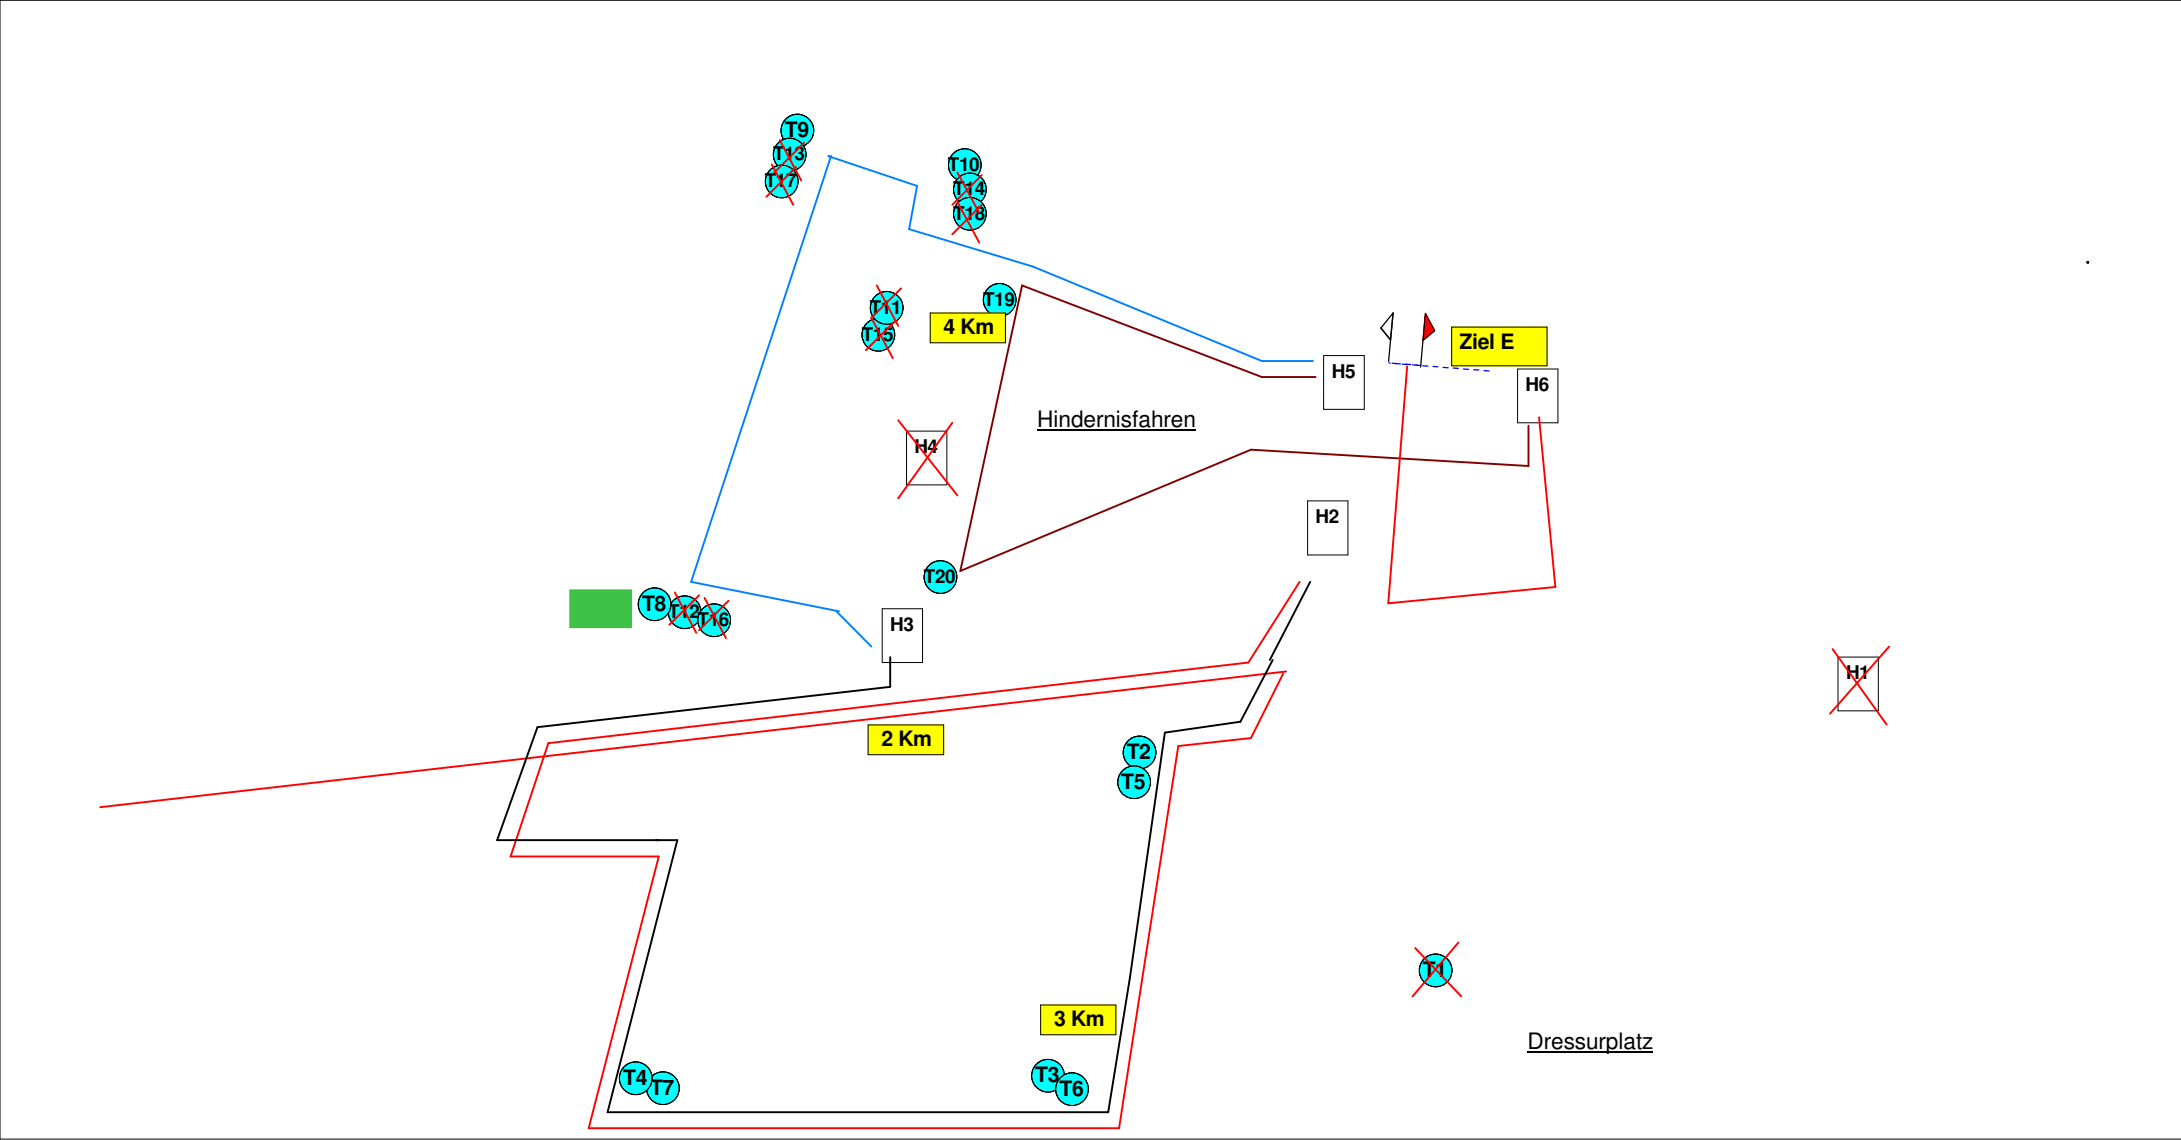 T9
T13
T17
T10
T14
T18
T11
T15
T19
4 Km
Ziel E
H5
H6
Hindernisfahren
H4
H2
T20
T8
T12
T16
H3
H1
2 Km
T2
T5
T1
3 Km
Dressurplatz
T4
T7
T3
T6